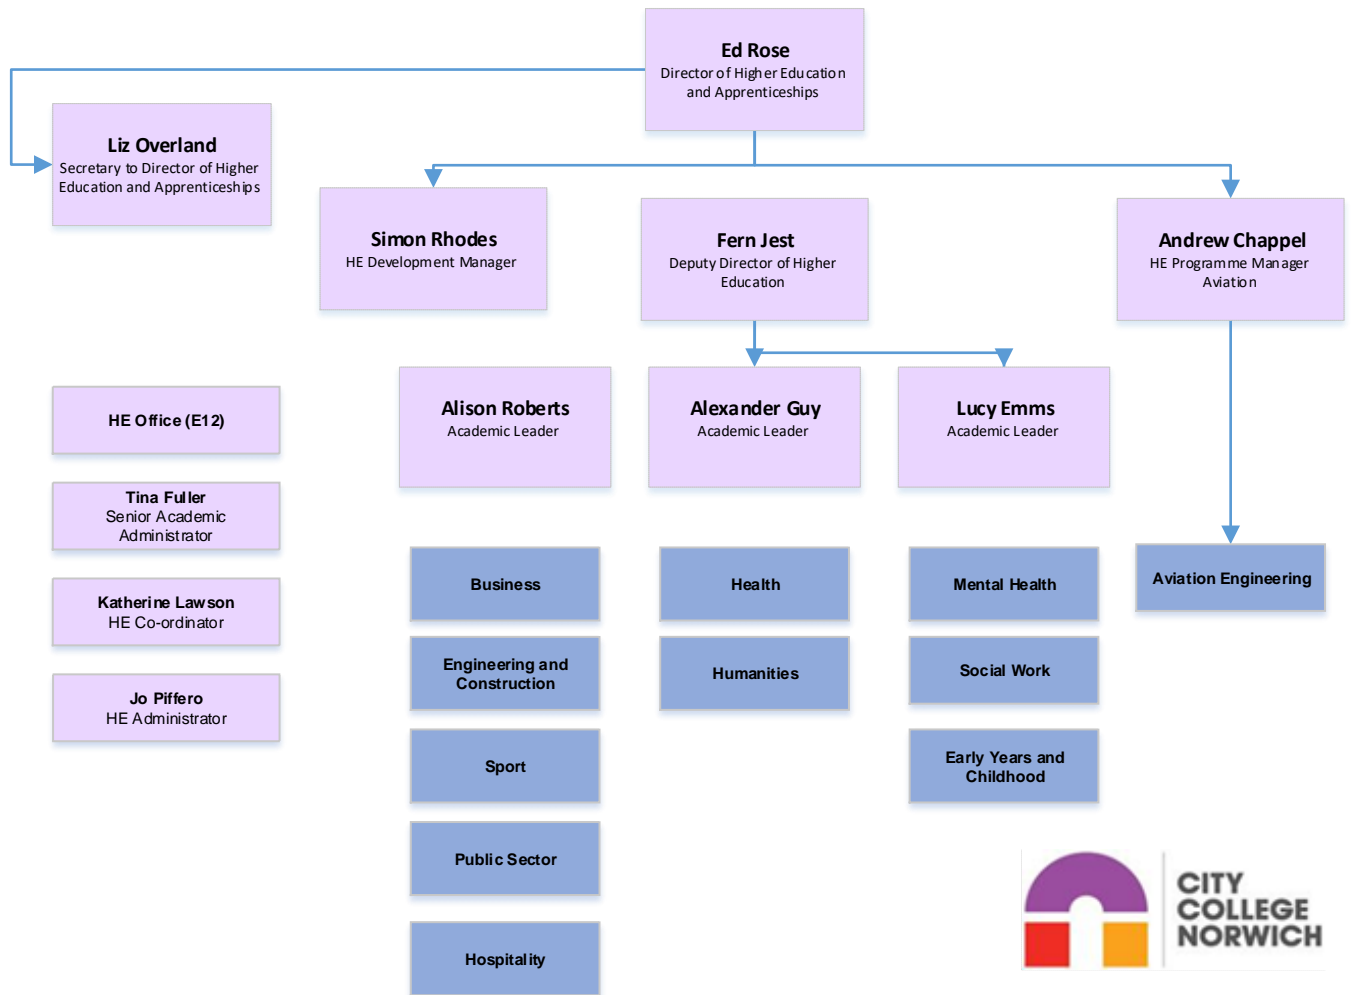 Ed Rose
Director of Higher Education
and Apprenticeships
Liz Overland
Secretary to Director of Higher
Education and Apprenticeships
Simon Rhodes
HE Development Manager
Fern Jest
Deputy Director of Higher
Education
Andrew Chappel
HE Programme Manager
Aviation
Alison Roberts
Academic Leader
Alexander Guy
Academic Leader
Lucy Emms
Academic Leader
HE Office (E12)
Tina Fuller
Senior Academic
Administrator
Katherine Lawson
HE Co-ordinator
Jo Piffero
HE Administrator
Business
Engineering and
Construction
Sport
Public Sector
Hospitality
Health
Humanities
Mental Health
Social Work
Early Years and
Childhood
Aviation Engineering
CITY
COLLEGE
NORWICH